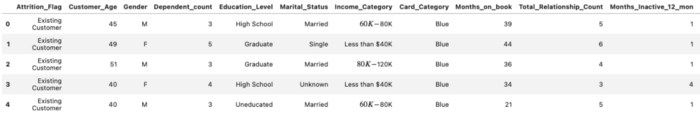 Attrition_Flag Customer_Age Gender Dependent_count Education_Level Marital_Status Income_Category Card_Category Months_on_book Total_Relationship_Count Months_Inactive_12_mon
0 Existing Customer 45 M 3 High School Married 60K−80K Blue 39 5 1
1 Existing Customer 49 F 5 Graduate Single Less than $40K Blue 44 6 1
2 Existing Customer 51 M 3 Graduate Married 80K−120K Blue 36 4 1
3 Existing Customer 40 F 4 High School Unknown Less than $40K Blue 34 3 4
4 Existing Customer 40 M 3 Uneducated Married 60K−80K Blue 21 5 1